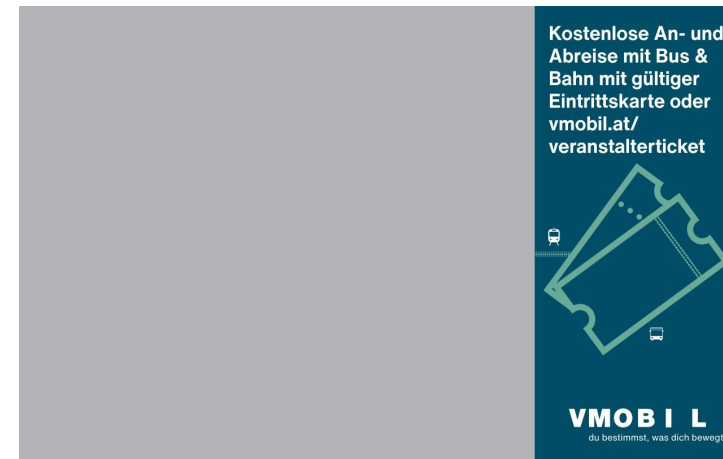 Kostenlose An- und
Abreise mit Bus &
Bahn mit gültiger
Eintrittskarte oder
vmobil.at/
veranstalterticket
VMOBIL
du bestimmst, was dich bewegt